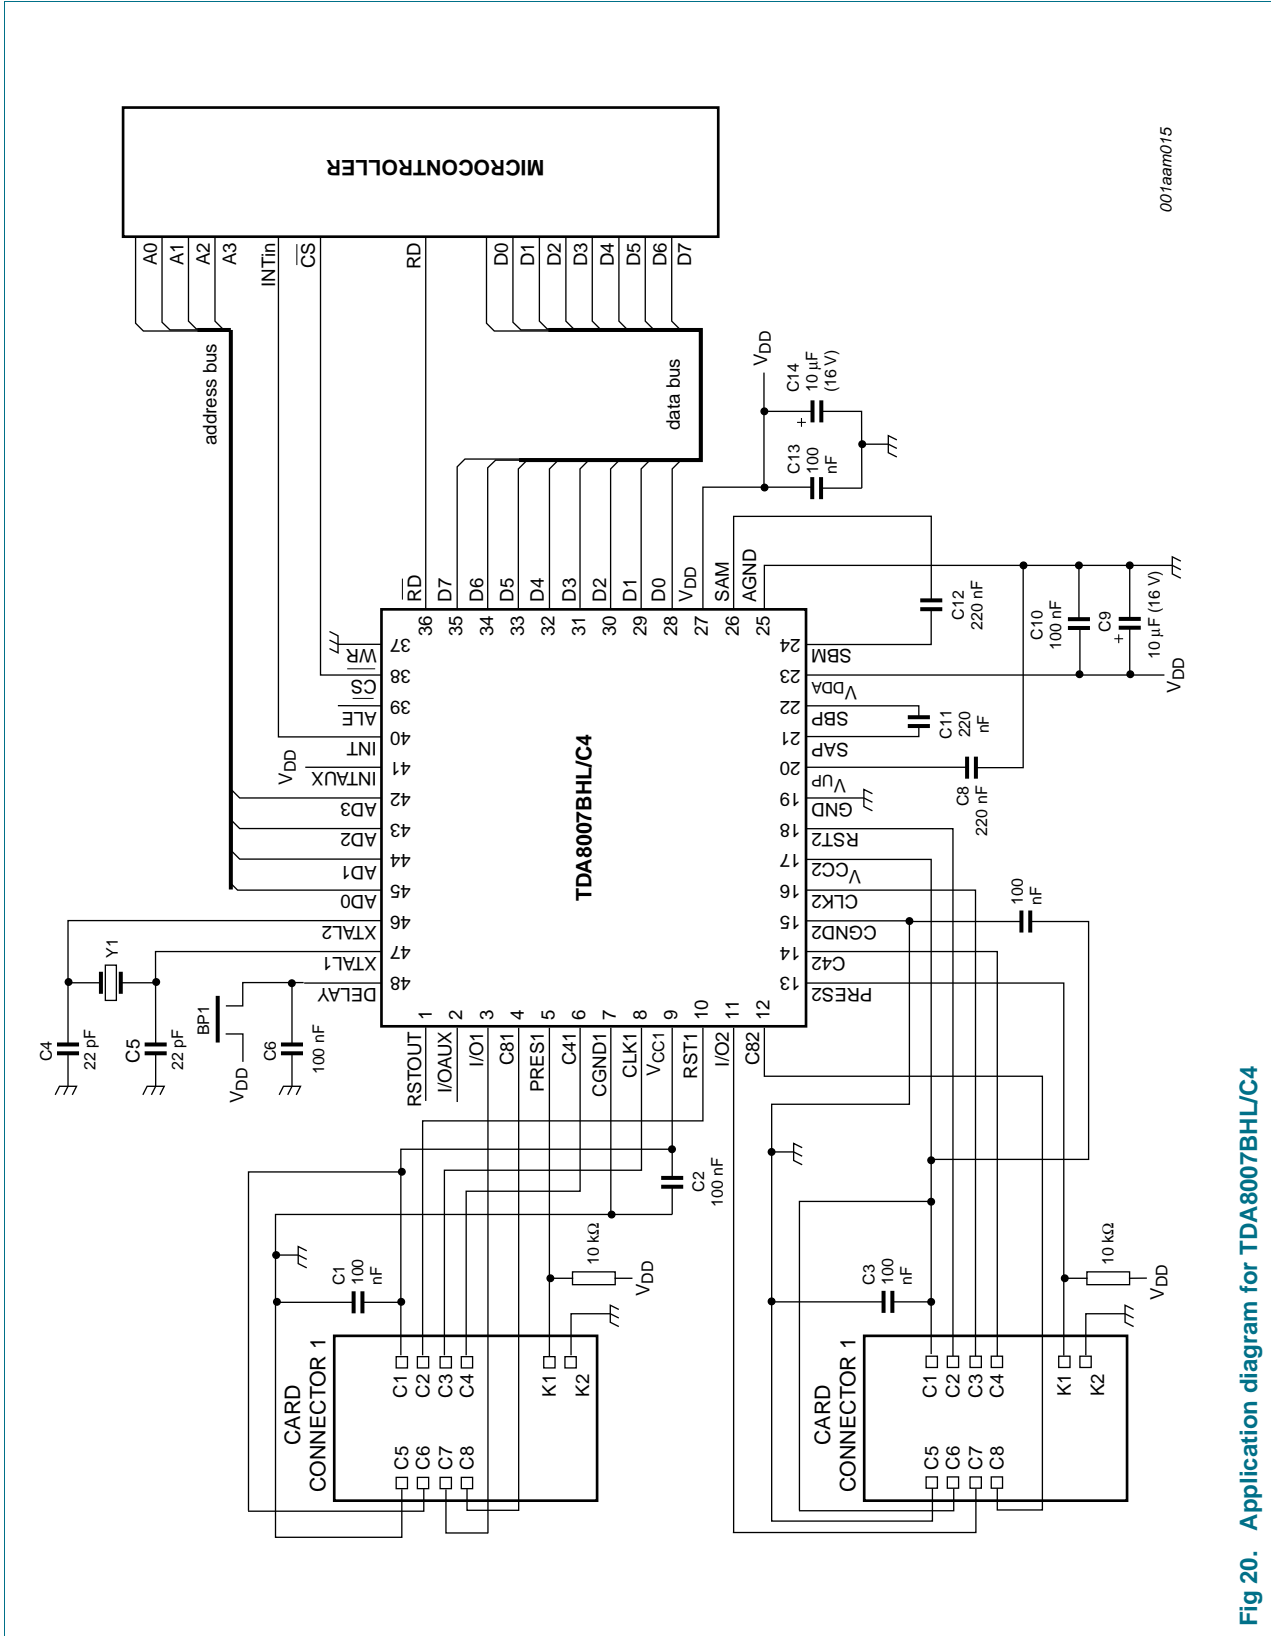 MICROCONTROLLER
A0
A1
A2
A3
INTin
CS
RD
D0
D1
D2
D3
D4
D5
D6
D7
address bus
data bus
VDD
C14
10 μF
(16 V)
+
C13
100
nF
RD
D7
D6
D5
D4
D3
D2
D1
D0
VDD
SAM
AGND
36
35
34
33
32
31
30
29
28
27
26
25
37
38
39
40
41
42
43
44
45
46
47
48
WR
CS
ALE
INT
INTAUX
AD3
AD2
AD1
AD0
XTAL2
XTAL1
DELAY
VDD
TDA8007BHL/C4
24
23
22
21
20
19
18
17
16
15
14
13
SBM
VDDA
SBP
SAP
VUP
GND
RST2
VCC2
CLK2
CGND2
C42
PRES2
C12
220 nF
C10
100 nF
C9
+
10 μF (16 V)
VDD
C11
220
nF
C8
220 nF
100
nF
Y1
C4
22 pF
C5
22 pF
BP1
VDD
C6
100 nF
1
2
3
4
5
6
7
8
9
10
11
12
RSTOUT
I/OAUX
I/O1
C81
PRES1
C41
CGND1
CLK1
VCC1
RST1
I/O2
C82
C2
100 nF
C1
100
nF
10 kΩ
VDD
CARD
CONNECTOR 1
C1
C2
C3
C4
C5
C6
C7
C8
K1
K2
C3
100
nF
10 kΩ
VDD
CARD
CONNECTOR 1
C1
C2
C3
C4
C5
C6
C7
C8
K1
K2
001aam015
Fig 20. Application diagram for TDA8007BHL/C4